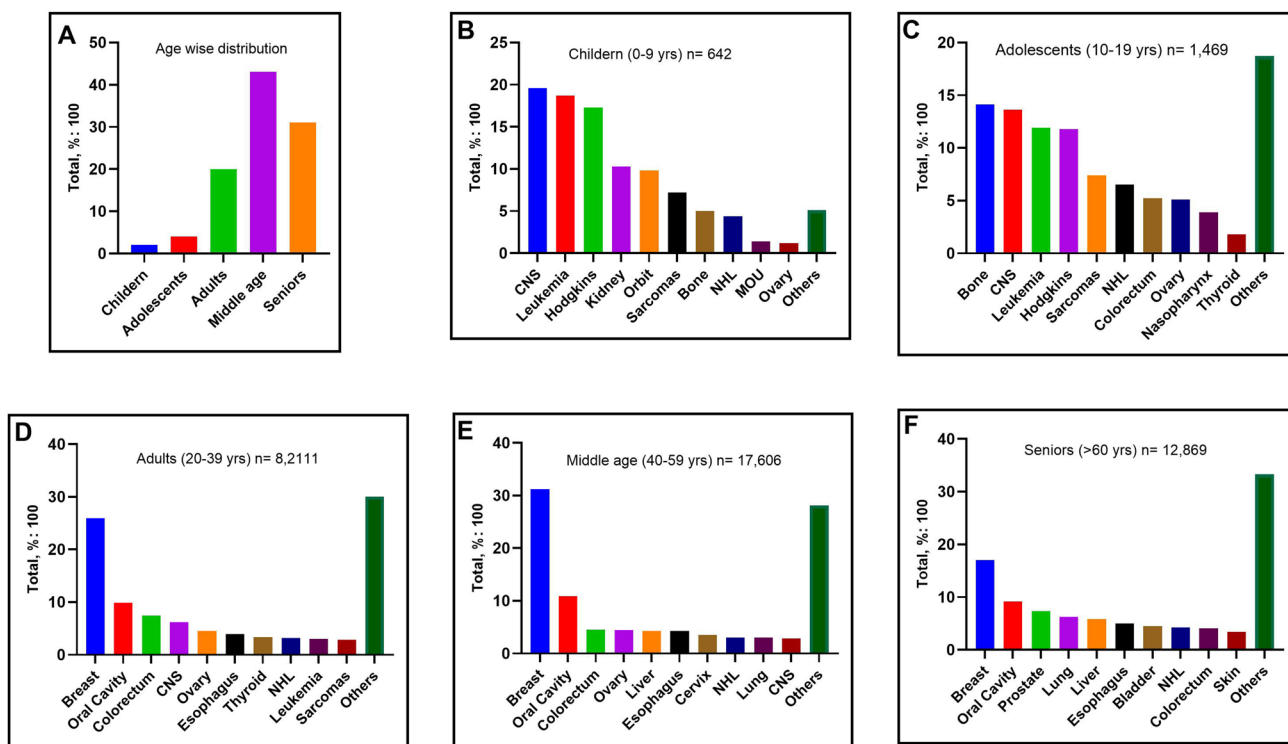 A
Age wise distribution
Total, %: 100
50
40
30
20
10
0
Childern
Adolescents
Adults
Middle age
Seniors
B
Childern (0-9 yrs) n= 642
Total, %: 100
25
20
15
10
5
0
CNS
Leukemia
Hodgkins
Kidney
Orbit
Sarcomas
Bone
NHL
MOU
Ovary
Others
C
Adolescents (10-19 yrs) n= 1,469
Total, %: 100
20
15
10
5
0
Bone
CNS
Leukemia
Hodgkins
Sarcomas
NHL
Colorectum
Ovary
Nasopharynx
Thyroid
Others
D
Adults (20-39 yrs) n= 8,2111
Total, %: 100
40
30
20
10
0
Breast
Oral Cavity
Colorectum
CNS
Ovary
Esophagus
Thyroid
NHL
Leukemia
Sarcomas
Others
E
Middle age (40-59 yrs) n= 17,606
Total, %: 100
40
30
20
10
0
Breast
Oral Cavity
Colorectum
Ovary
Liver
Esophagus
Cervix
NHL
Lung
CNS
Others
F
Seniors (>60 yrs) n= 12,869
Total, %: 100
40
30
20
10
0
Breast
Oral Cavity
Prostate
Lung
Liver
Esophagus
Bladder
NHL
Colorectum
Skin
Others